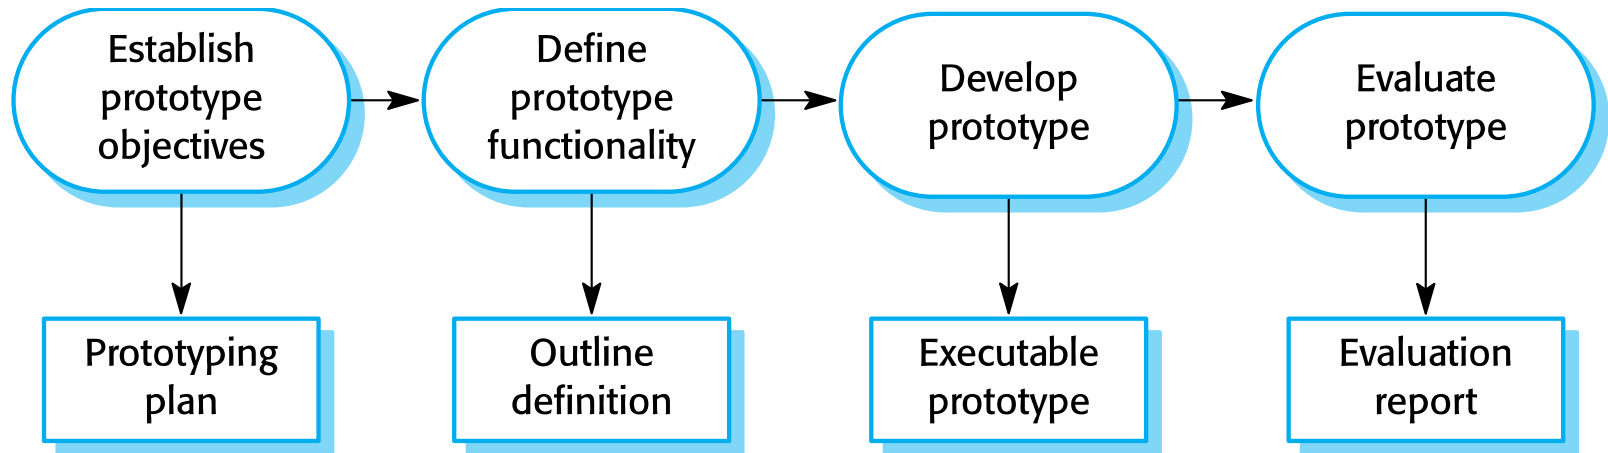 Establish
prototype
objectives
Define
prototype
functionality
Develop
prototype
Evaluate
prototype
Prototyping
plan
Outline
definition
Executable
prototype
Evaluation
report